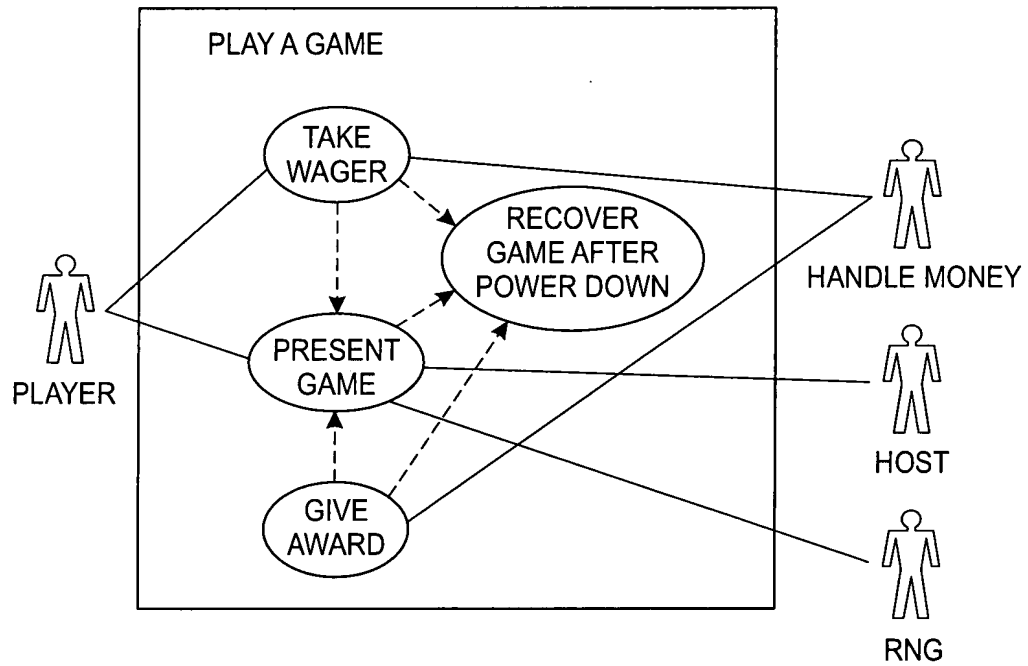 PLAY A GAME
TAKE
WAGER
RECOVER
GAME AFTER
POWER DOWN
HANDLE MONEY
PRESENT
GAME
PLAYER
HOST
GIVE
AWARD
RNG